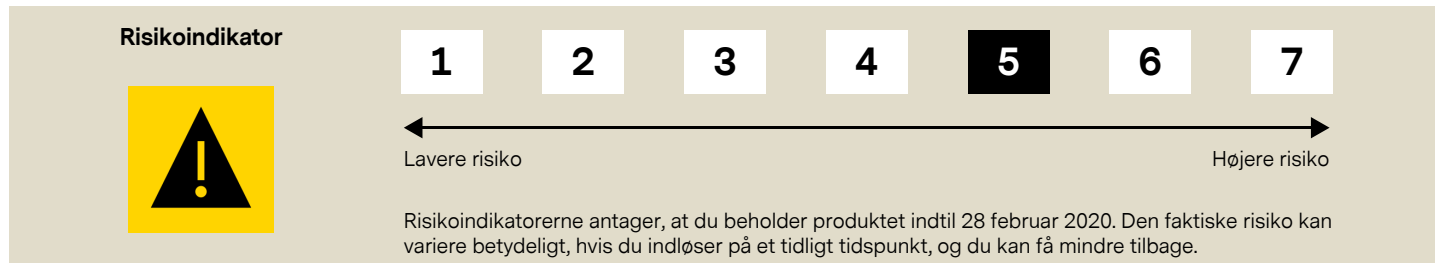 Risikoindikator
1 2 3 4 5 6 7
Lavere risiko Højere risiko
Risikoindikatorerne antager, at du beholder produktet indtil 28 februar 2020. Den faktiske risiko kan
variere betydeligt, hvis du indløser på et tidligt tidspunkt, og du kan få mindre tilbage.